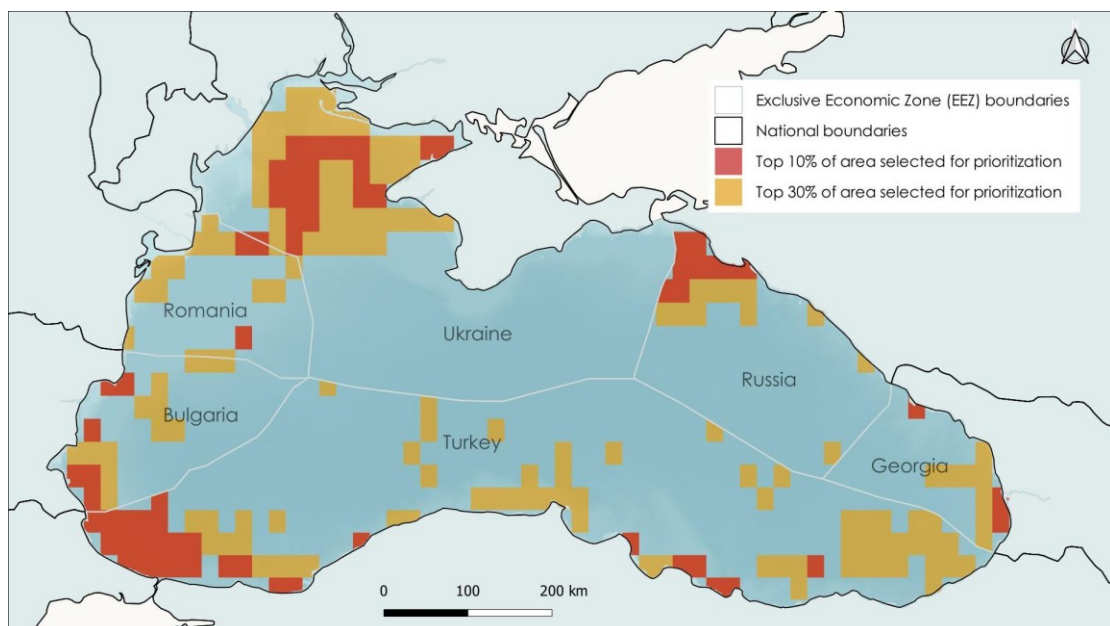 N
Exclusive Economic Zone (EEZ) boundaries
National boundaries
Top 10% of area selected for prioritization
Top 30% of area selected for prioritization
Romania
Ukraine
Russia
Bulgaria
Turkey
Georgia
0 100 200 km